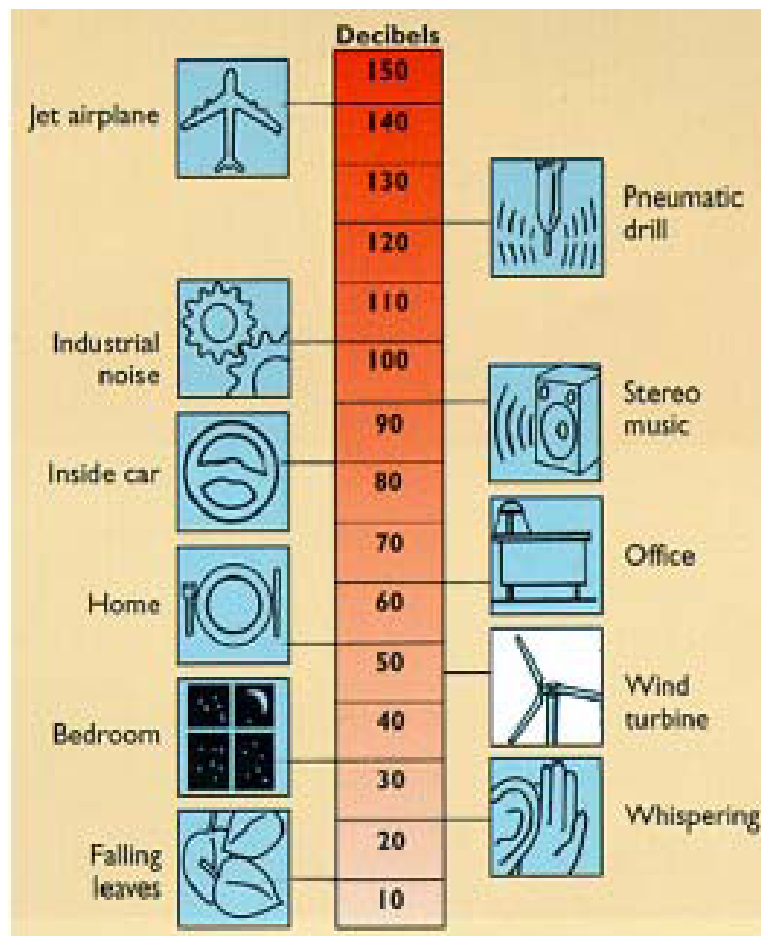 Decibels
150
Jet airplane
140
130
Pneumatic
drill
120
110
Industrial
noise
100
Stereo
music
90
Inside car
80
70
Office
Home
60
50
Wind
turbine
Bedroom
40
30
Whispering
20
Falling
leaves
10